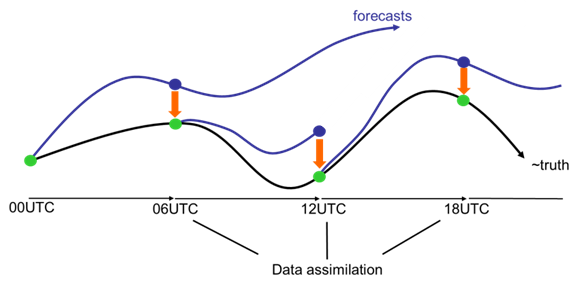 forecasts
~truth
00UTC
06UTC
12UTC
18UTC
Data assimilation